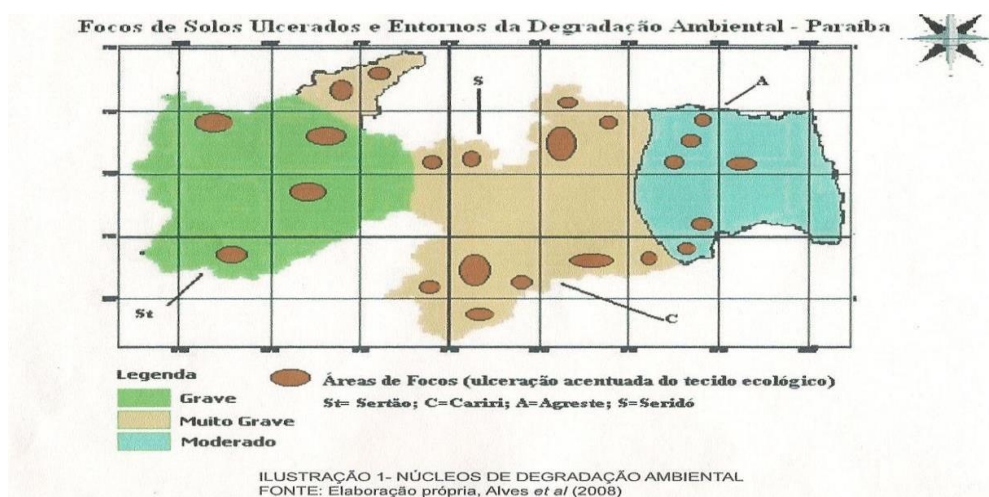 Focos de Solos Ulcerados e Entornos da Degradação Ambiental - Paraíba
S
A
St
C
Legenda
Grave
Muito Grave
Moderado
Áreas de Focos (ulceração acentuada do tecido ecológico)
St= Sertão; C=Cariri; A=Agreste; S=Seridó
ILUSTRAÇÃO 1- NÚCLEOS DE DEGRADAÇÃO AMBIENTAL
FONTE: Elaboração própria, Alves et al (2008)